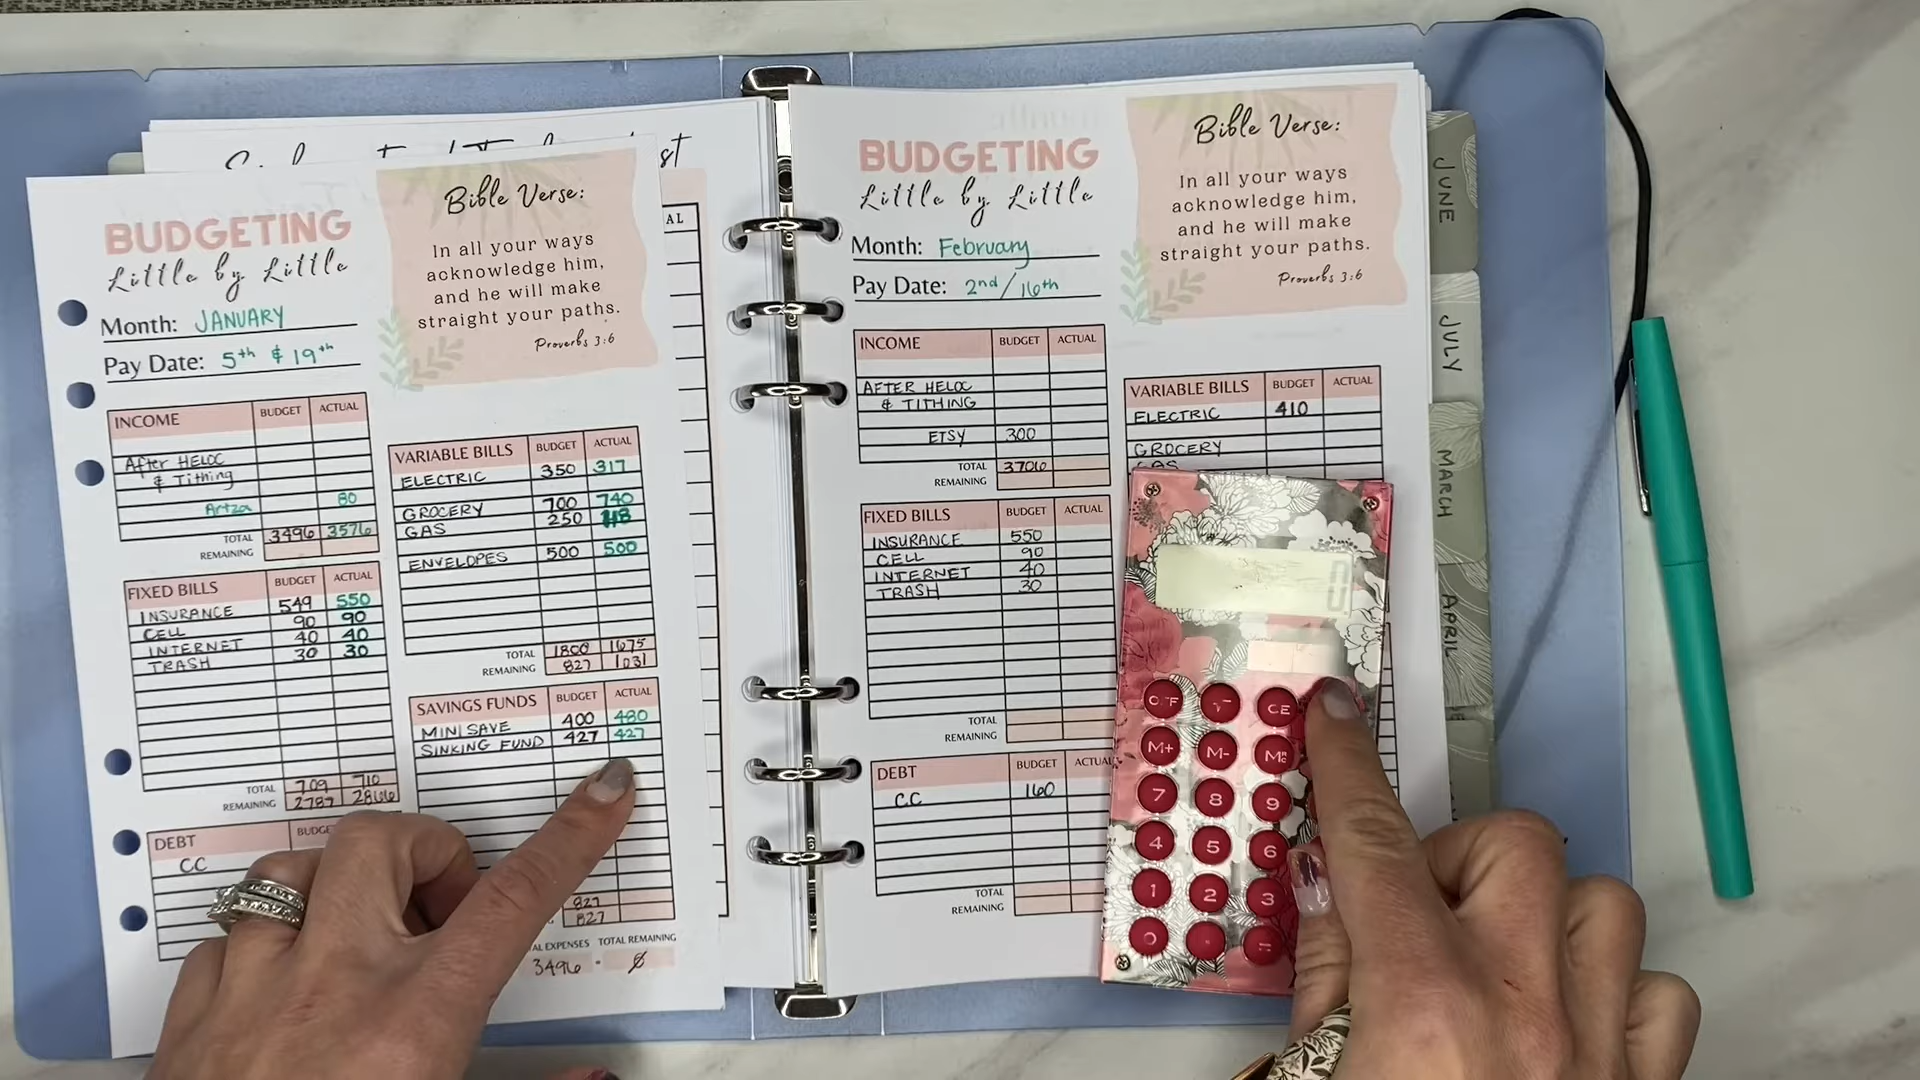 BUDGETING
Little by Little
Month: JANUARY
Pay Date: 5th & 19th
Bible Verse:
In all your ways
acknowledge him,
and he will make
straight your paths.
Proverbs 3:6
INCOME BUDGET ACTUAL
After HELOC
& Tithing
80
TOTAL 3496 3576
REMAINING
FIXED BILLS BUDGET ACTUAL
INSURANCE 549 550
CELL 90 90
INTERNET 40 40
TRASH 30 30
TOTAL 709 710
REMAINING 2787 2866
DEBT
CC
VARIABLE BILLS BUDGET ACTUAL
ELECTRIC 350 317
GROCERY 700 740
GAS 250
ENVELOPES 500 500
TOTAL 1800 1675
REMAINING 827 1031
SAVINGS FUNDS BUDGET ACTUAL
MINI SAVE 400 480
SINKING FUND 427 427
827
827
EXPENSES TOTAL REMAINING
3496 - 0
AL
BUDGETING
Little by Little
Month: February
Pay Date: 2nd/16th
Bible Verse:
In all your ways
acknowledge him,
and he will make
straight your paths.
Proverbs 3:6
INCOME BUDGET ACTUAL
AFTER HELOC
& TITHING
ETSY 300
TOTAL 3706
REMAINING
FIXED BILLS BUDGET ACTUAL
INSURANCE 550
CELL 90
INTERNET 40
TRASH 30
TOTAL
REMAINING
DEBT BUDGET ACTUAL
CC 160
TOTAL
REMAINING
VARIABLE BILLS BUDGET ACTUAL
ELECTRIC 410
GROCERY
GAS
0.
OFF √ CE
M+ M- MRC
7 8 9
4 5 6
1 2 3
0 . =
JUNE
JULY
MARCH
APRIL